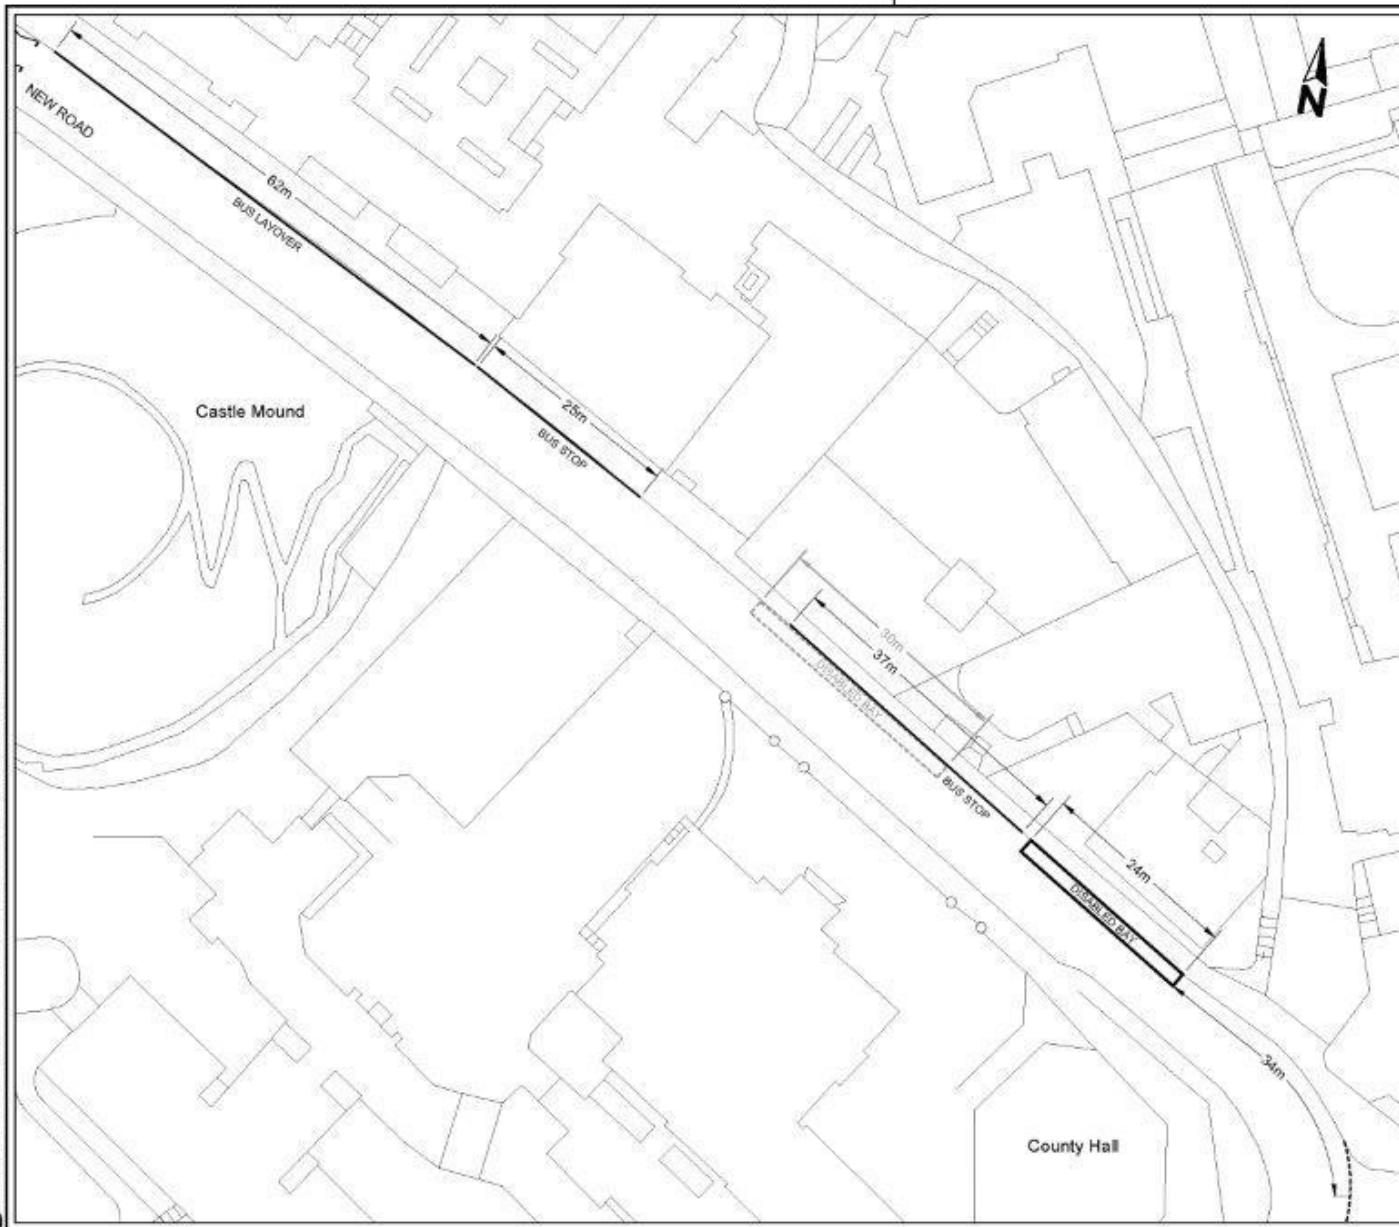 N
NEW ROAD
62m
BUS LAYOVER
Castle Mound
25m
BUS STOP
30m
37m
DISABLED BAY
BUS STOP
24m
DISABLED BAY
34m
County Hall